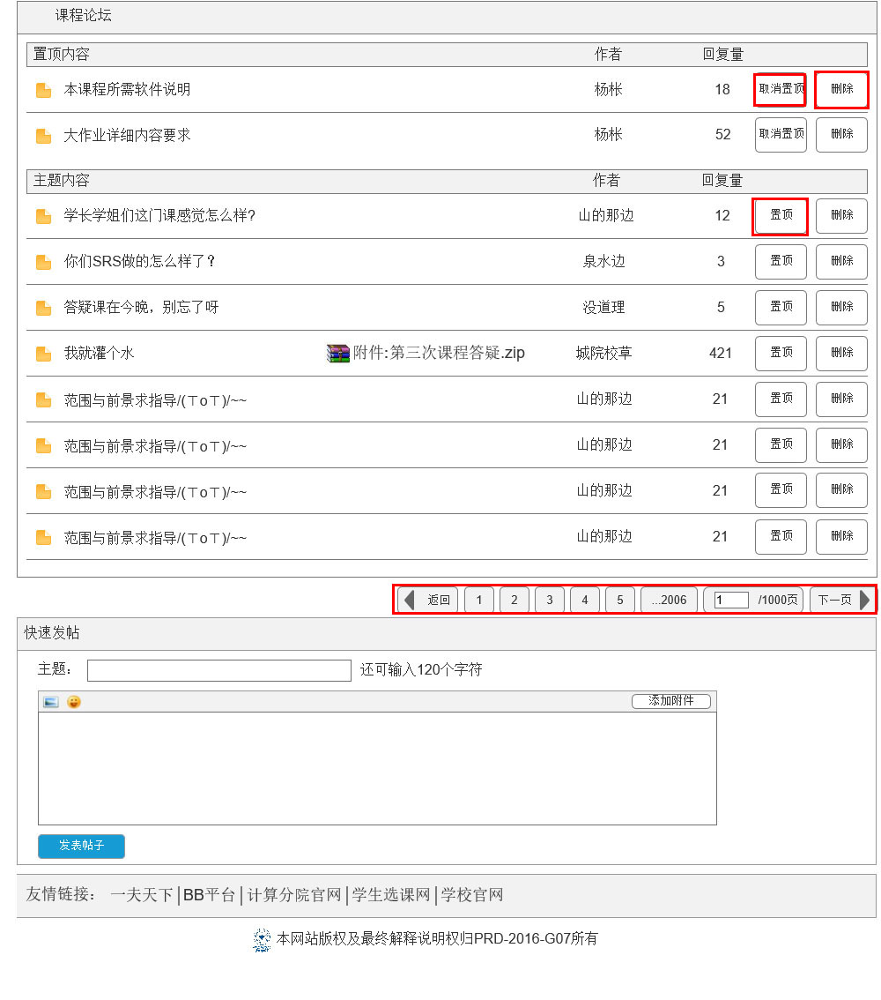 课程论坛
置顶内容 作者 回复量
本课程所需软件说明 杨枨 18 取消置顶 删除
大作业详细内容要求 杨枨 52 取消置顶 删除
主题内容 作者 回复量
学长学姐们这门课感觉怎么样? 山的那边 12 置顶 删除
你们SRS做的怎么样了？ 泉水边 3 置顶 删除
答疑课在今晚，别忘了呀 没道理 5 置顶 删除
我就灌个水 附件:第三次课程答疑.zip 城院校草 421 置顶 删除
范围与前景求指导/(ㄒoㄒ)/~~ 山的那边 21 置顶 删除
范围与前景求指导/(ㄒoㄒ)/~~ 山的那边 21 置顶 删除
范围与前景求指导/(ㄒoㄒ)/~~ 山的那边 21 置顶 删除
范围与前景求指导/(ㄒoㄒ)/~~ 山的那边 21 置顶 删除
返回 1 2 3 4 5 ...2006 1 /1000页 下一页
快速发帖
主题： 还可输入120个字符
添加附件
发表帖子
友情链接： 一夫天下|BB平台|计算分院官网|学生选课网|学校官网
本网站版权及最终解释说明权归PRD-2016-G07所有